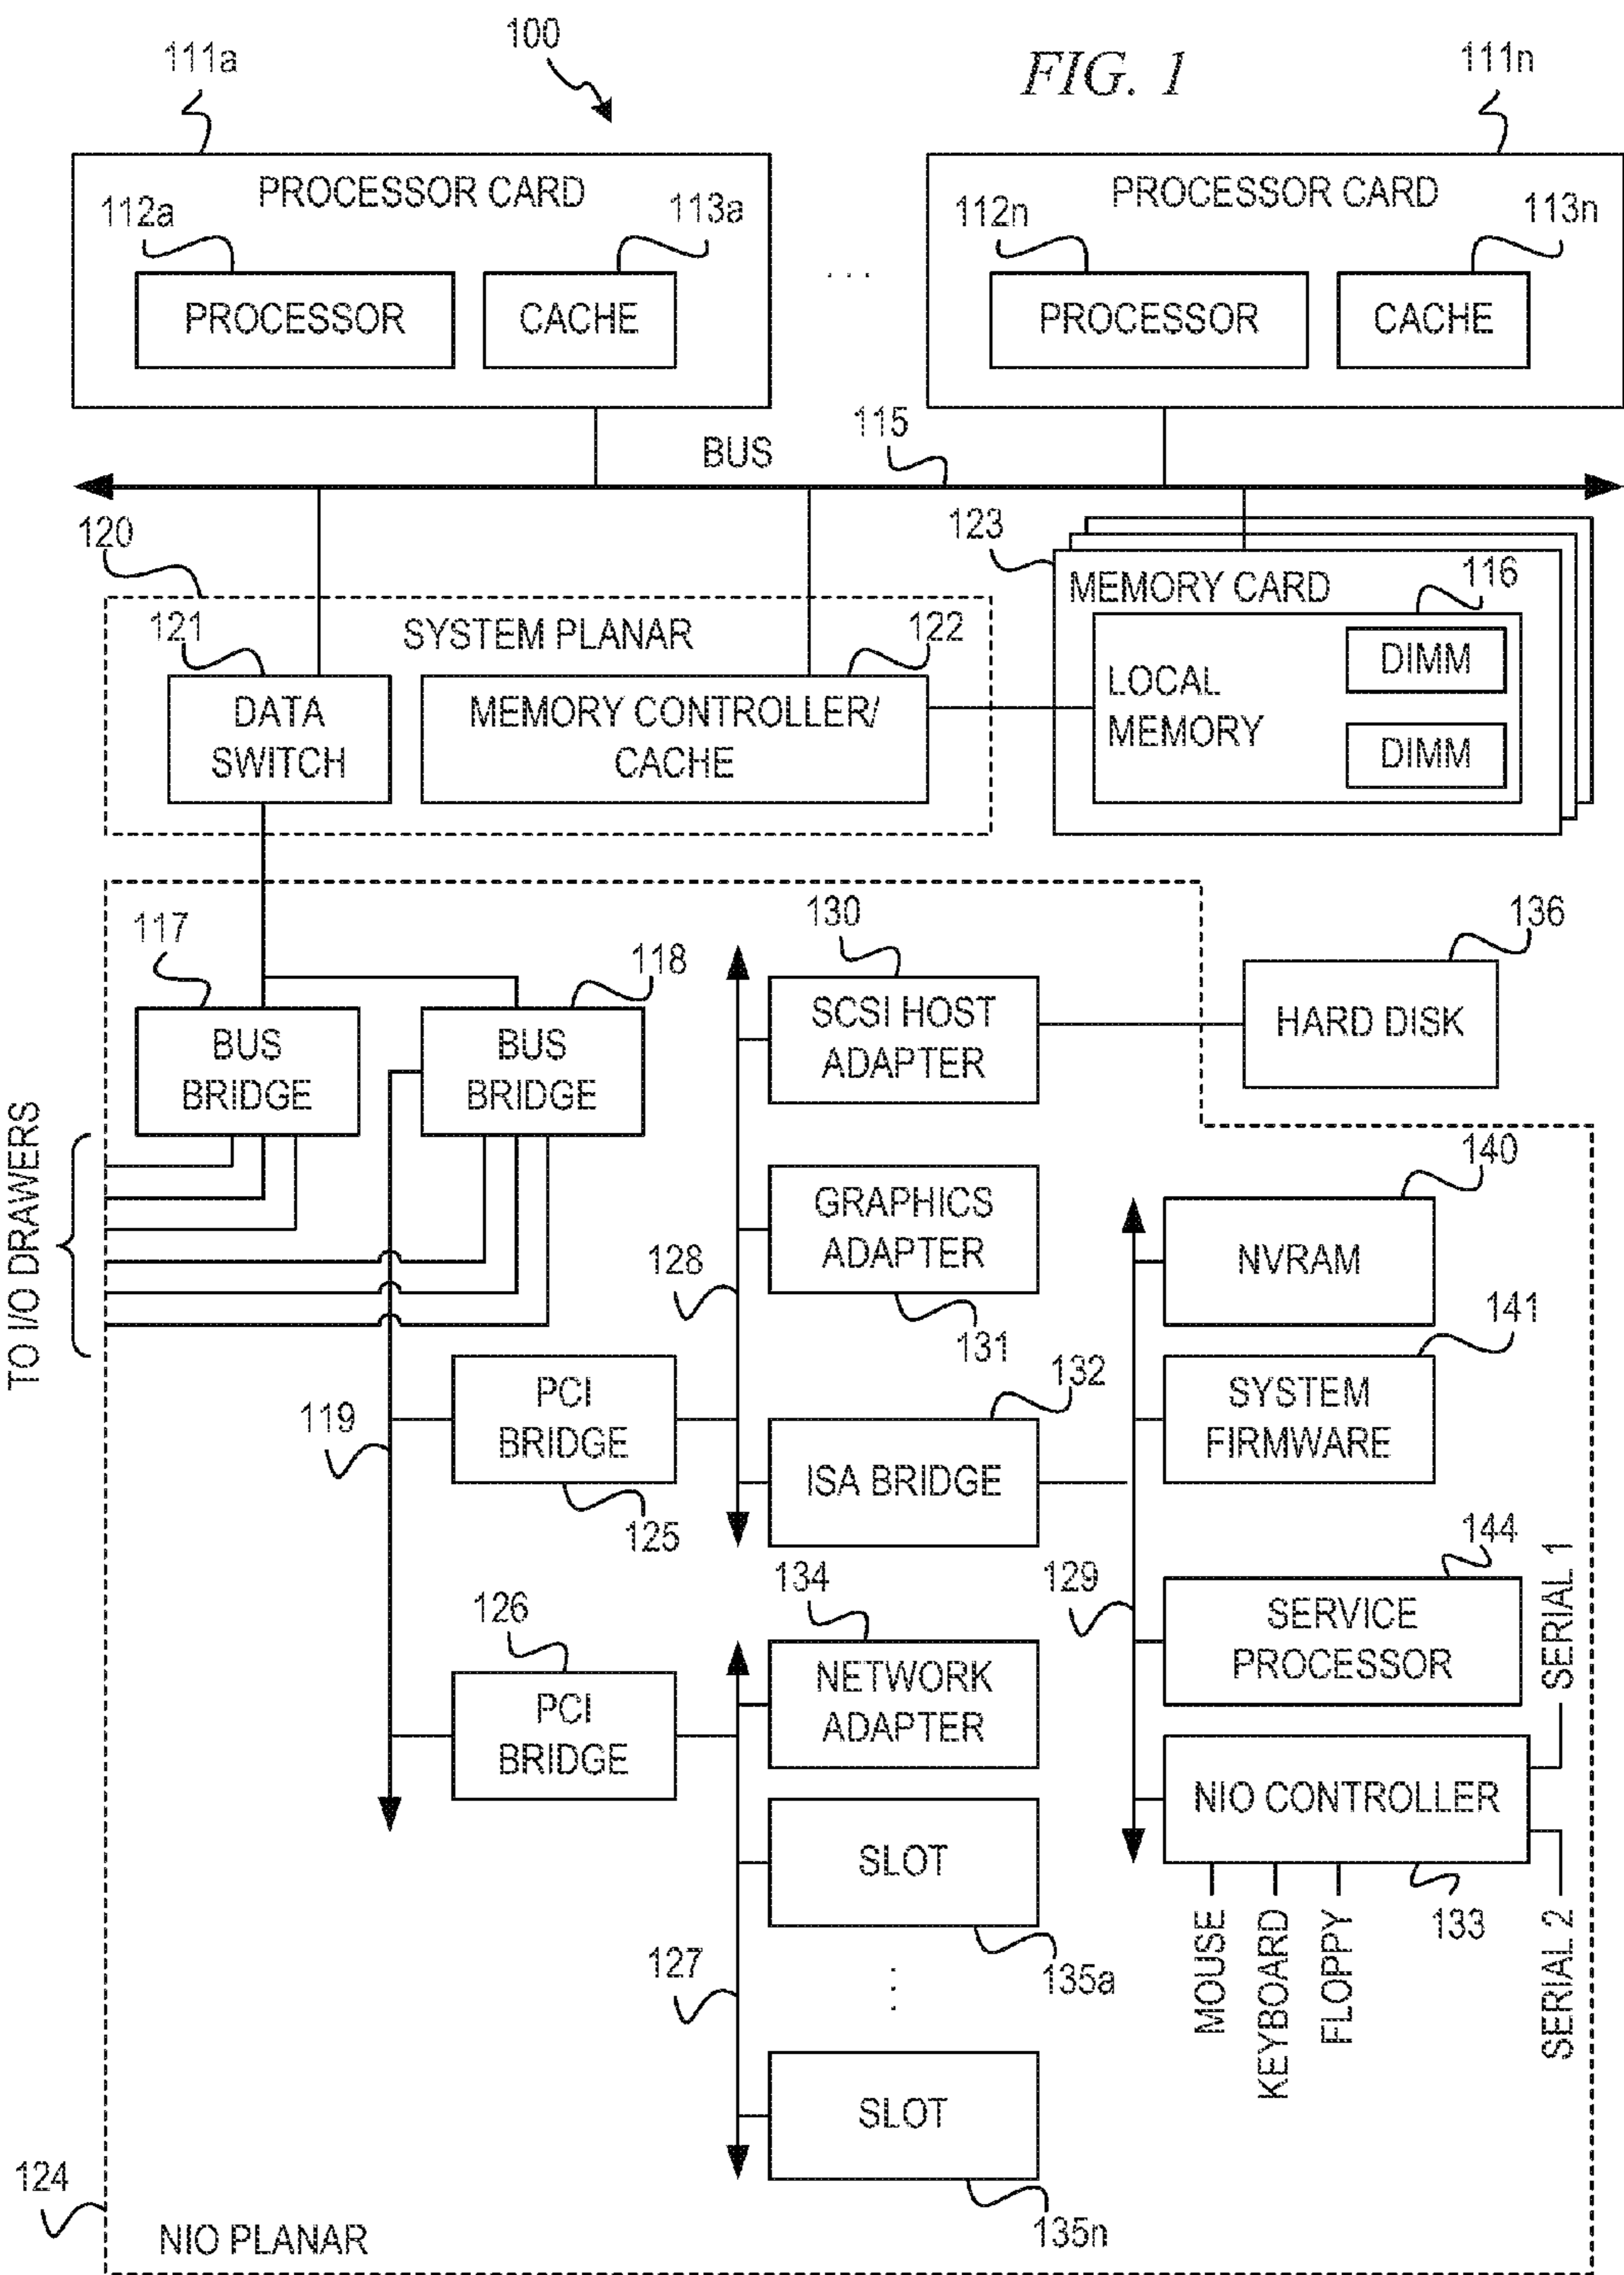 100
FIG. 1
111a
111n
PROCESSOR CARD
112a
113a
PROCESSOR
CACHE
. . .
PROCESSOR CARD
112n
113n
PROCESSOR
CACHE
BUS
115
120
SYSTEM PLANAR
121
122
DATA
SWITCH
MEMORY CONTROLLER/
CACHE
123
MEMORY CARD
116
LOCAL
MEMORY
DIMM
DIMM
117
BUS
BRIDGE
118
BUS
BRIDGE
TO I/O DRAWERS
130
SCSI HOST
ADAPTER
136
HARD DISK
128
GRAPHICS
ADAPTER
131
140
NVRAM
141
SYSTEM
FIRMWARE
119
PCI
BRIDGE
125
132
ISA BRIDGE
129
144
SERVICE
PROCESSOR
SERIAL 1
126
PCI
BRIDGE
134
NETWORK
ADAPTER
NIO CONTROLLER
133
MOUSE
KEYBOARD
FLOPPY
SERIAL 2
127
SLOT
135a
...
SLOT
135n
124
NIO PLANAR